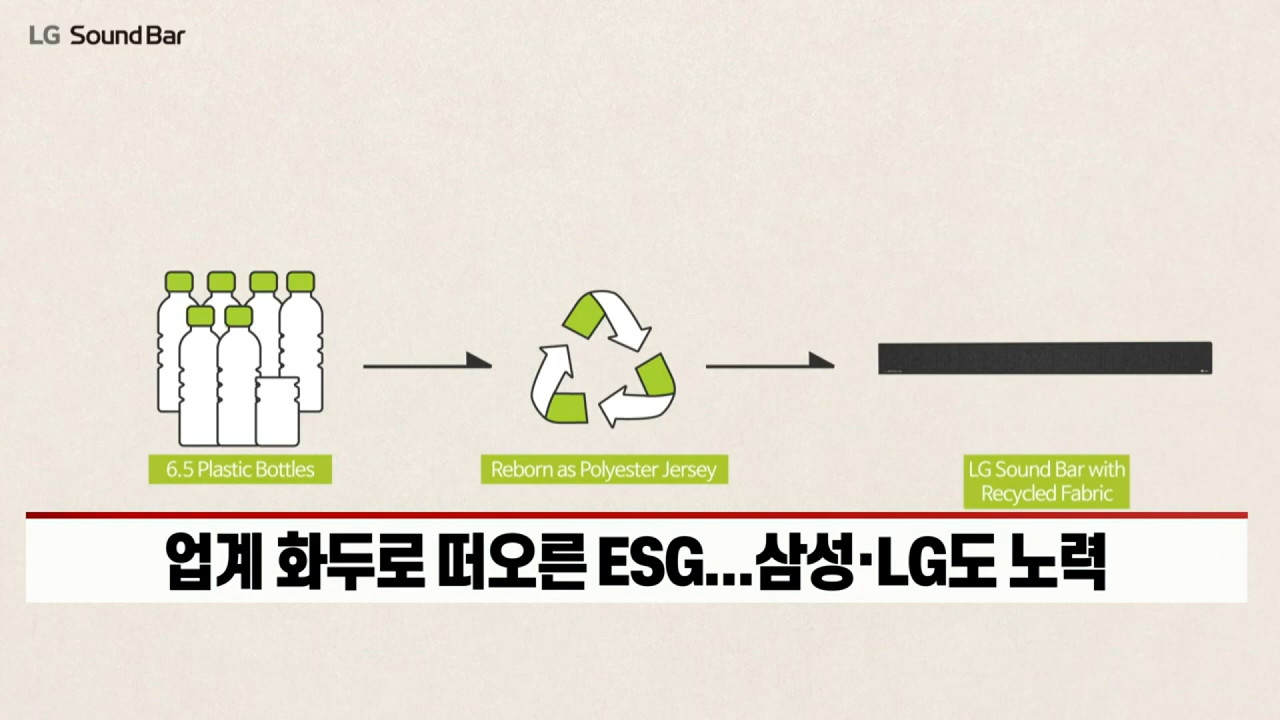 LG Sound Bar
6.5 Plastic Bottles
Reborn as Polyester Jersey
LG Sound Bar with
Recycled Fabric
업계 화두로 떠오른 ESG...삼성·LG도 노력